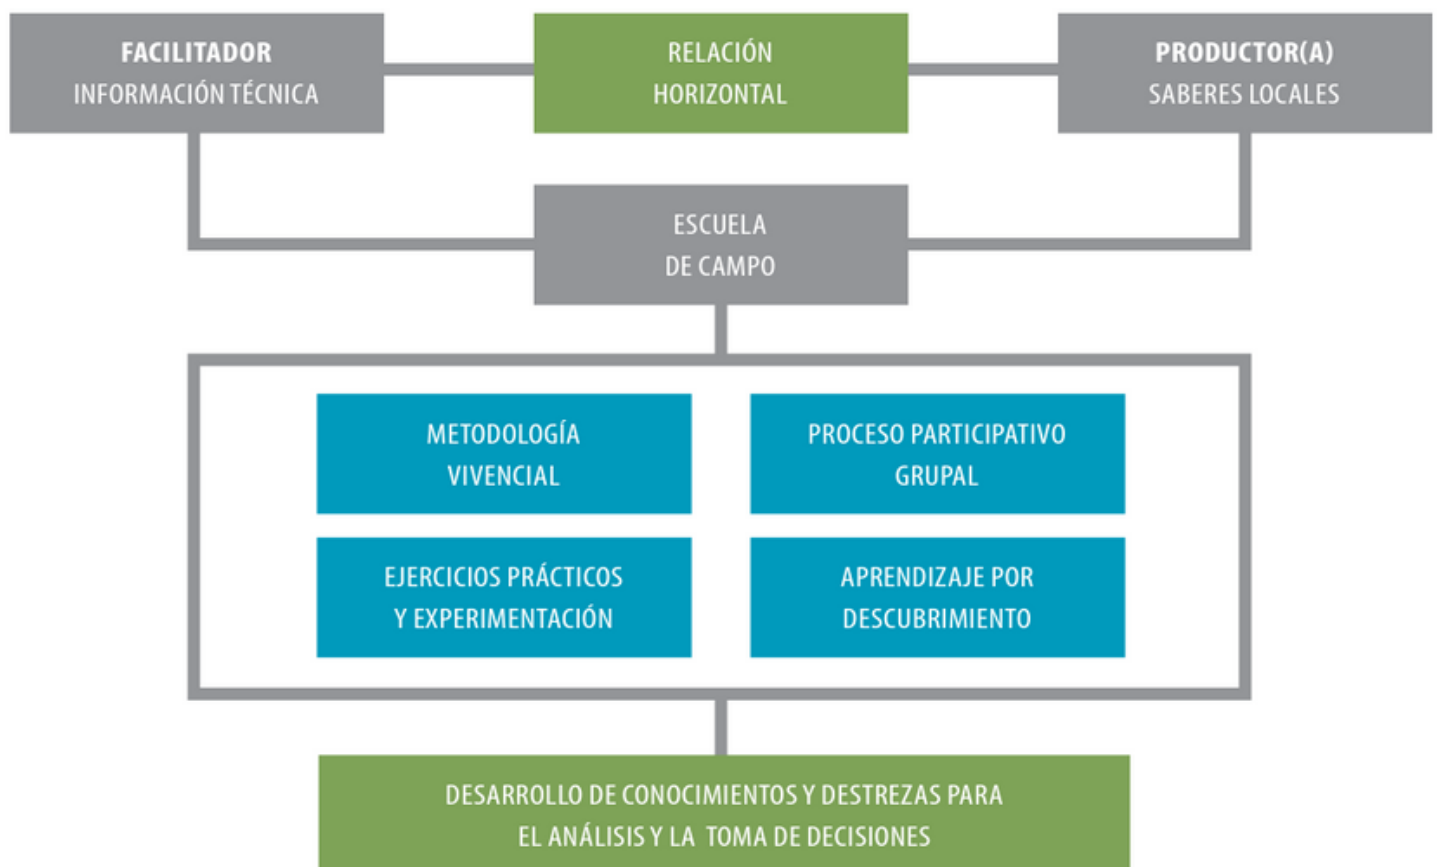 FACILITADOR
INFORMACIÓN TÉCNICA
RELACIÓN
HORIZONTAL
PRODUCTOR(A)
SABERES LOCALES
ESCUELA
DE CAMPO
METODOLOGÍA
VIVENCIAL
PROCESO PARTICIPATIVO
GRUPAL
EJERCICIOS PRÁCTICOS
Y EXPERIMENTACIÓN
APRENDIZAJE POR
DESCUBRIMIENTO
DESARROLLO DE CONOCIMIENTOS Y DESTREZAS PARA
EL ANÁLISIS Y LA TOMA DE DECISIONES